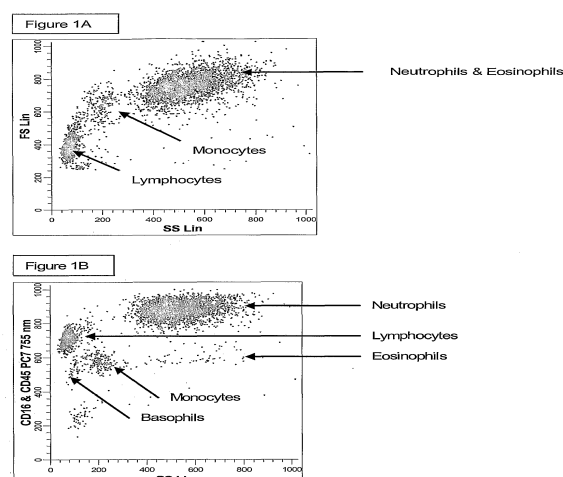 Figure 1A
1000
800
600
400
200
0
FS Lin
0 200 400 600 800 1000
SS Lin
Neutrophils & Eosinophils
Monocytes
Lymphocytes
Figure 1B
1000
800
600
400
200
0
CD16 & CD45 PC7 755 nm
0 200 400 600 800 1000
Neutrophils
Lymphocytes
Eosinophils
Monocytes
Basophils